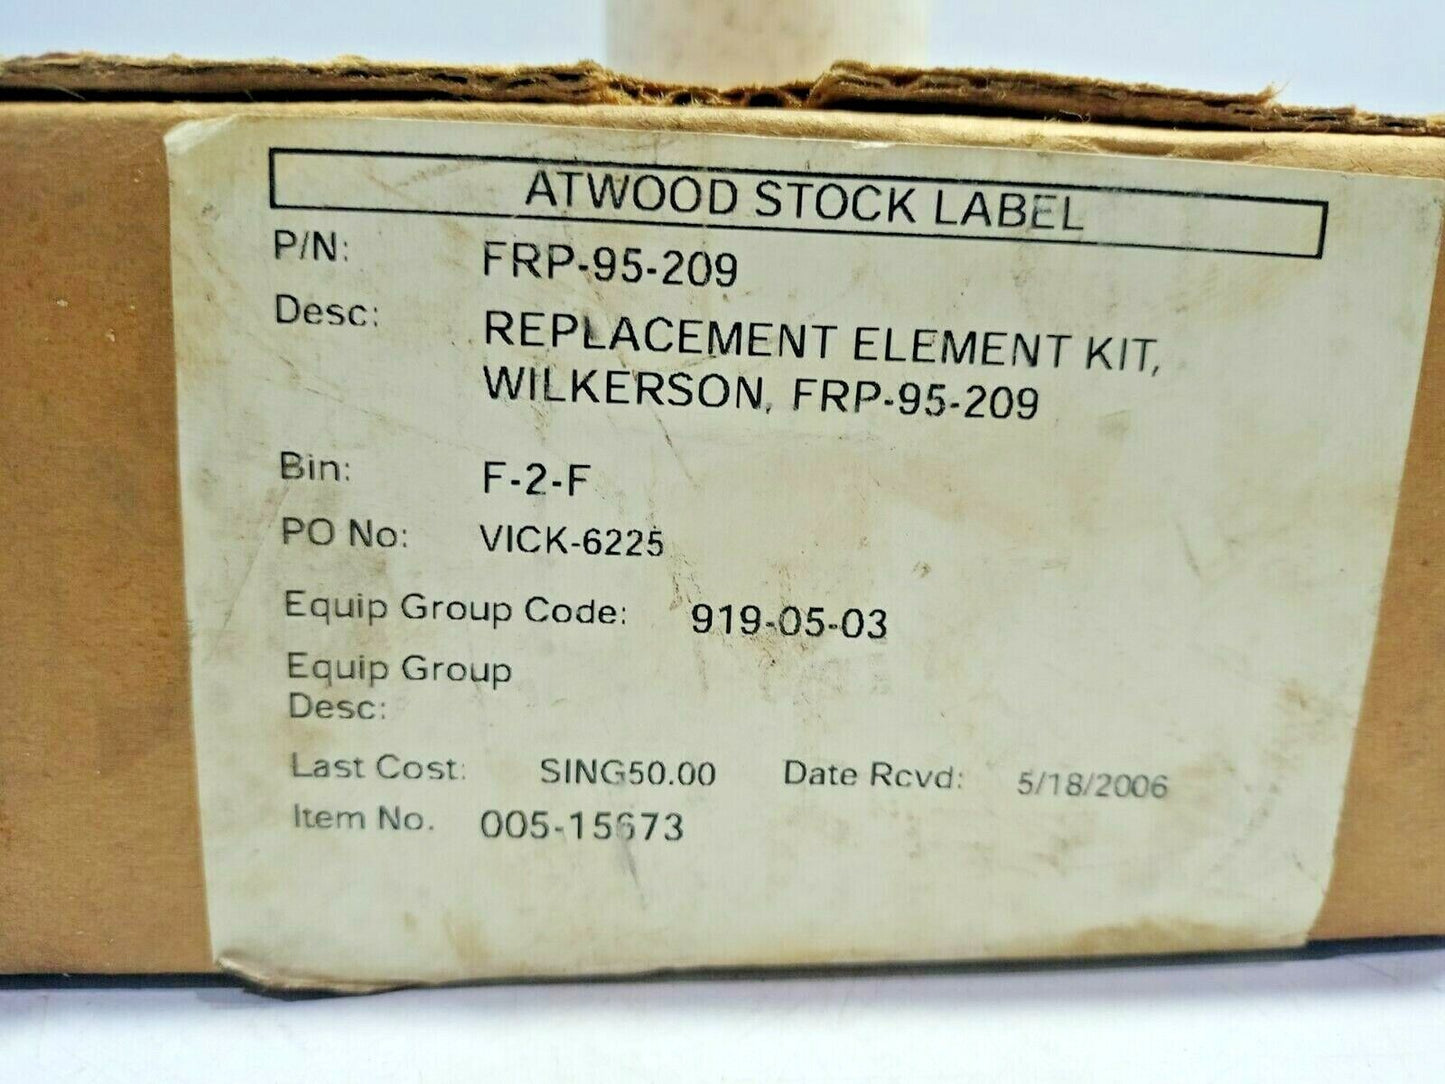 ATWOOD STOCK LABEL
P/N: FRP-95-209
Desc: REPLACEMENT ELEMENT KIT,
WILKERSON, FRP-95-209
Bin: F-2-F
PO No: VICK-6225
Equip Group Code: 919-05-03
Equip Group
Desc:
Last Cost: SING50.00 Date Rcvd: 5/18/2006
Item No. 005-15673